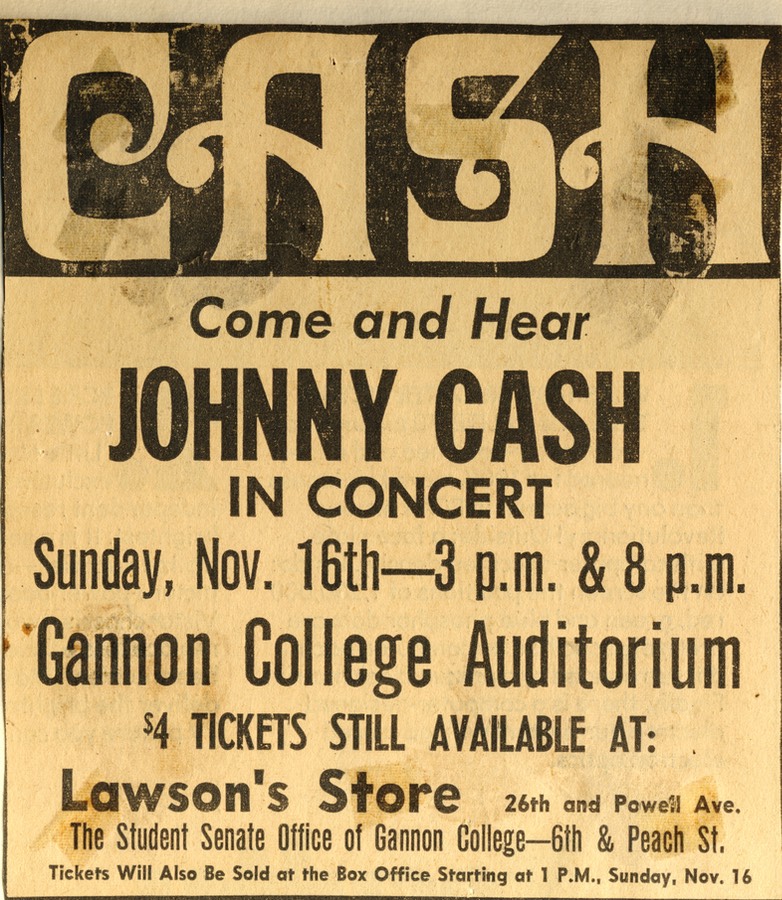 CASH
Come and Hear
JOHNNY CASH
IN CONCERT
Sunday, Nov. 16th—3 p.m. & 8 p.m.
Gannon College Auditorium
$4 TICKETS STILL AVAILABLE AT:
Lawson's Store 26th and Powell Ave.
The Student Senate Office of Gannon College—6th & Peach St.
Tickets Will Also Be Sold at the Box Office Starting at 1 P.M., Sunday, Nov. 16